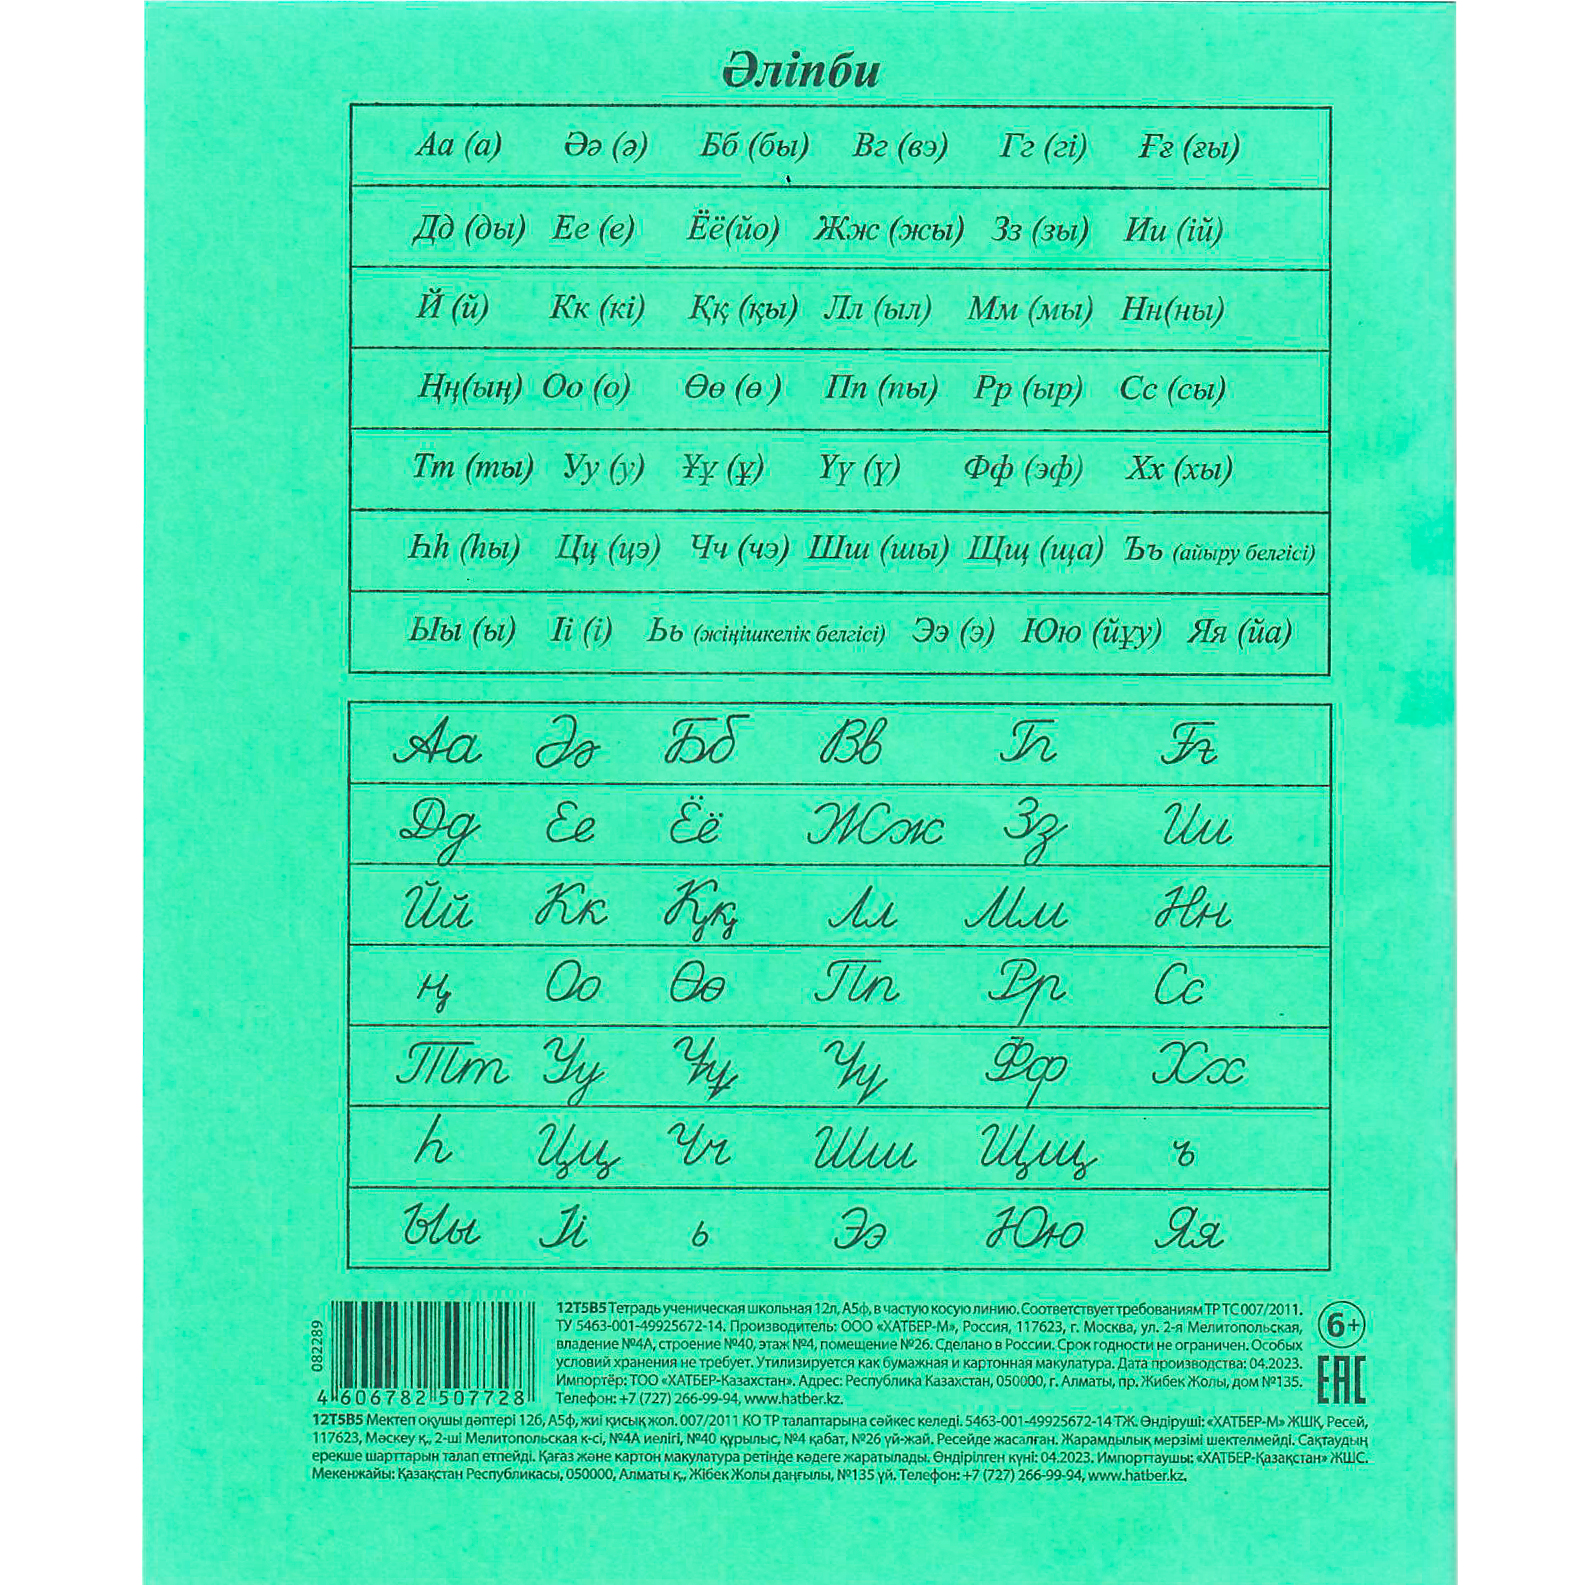 Әліпби
Аа (а) Әә (ә) Бб (бы) Вг (вэ) Гг (гі) Ғғ (ғы)
Дд (ды) Ее (е) Ёё(йо) Жж (жы) Зз (зы) Ии (ій)
Й (й) Кк (кі) Ққ (қы) Лл (ыл) Мм (мы) Нн(ны)
Ңң(ың) Оо (о) Өө (ө ) Пп (пы) Рр (ыр) Сс (сы)
Тт (ты) Уу (у) Ұұ (ұ) Үү (ү) Фф (эф) Хх (хы)
Һһ (һы) Цц (цэ) Чч (чэ) Шш (шы) Щщ (ща) Ъъ (айыру белгісі)
Ыы (ы) Іі (і) Ьь (жіңішкелік белгісі) Ээ (э) Юю (йұу) Яя (йа)
Аа Әә Бб Вв Гг Ғғ
Дд Ее Ёё Жж Зз Ии
Йй Кк Ққ Лл Мм Нн
ң Оо Өө Пп Рр Сс
Тт Уу Ұұ Үү Фф Хх
һ Цц Чч Шш Щщ ъ
Ыы Іі ь Ээ Юю Яя
082289
4 606782 507728
12Т5В5 Тетрадь ученическая школьная 12л, А5ф, в частую косую линию. Соответствует требованиям ТР ТС 007/2011.
ТУ 5463-001-49925672-14. Производитель: ООО «ХАТБЕР-М», Россия, 117623, г. Москва, ул. 2-я Мелитопольская,
владение №4А, строение №40, этаж №4, помещение №26. Сделано в России. Срок годности не ограничен. Особых
условий хранения не требует. Утилизируется как бумажная и картонная макулатура. Дата производства: 04.2023.
Импортёр: ТОО «ХАТБЕР-Казахстан». Адрес: Республика Казахстан, 050000, г. Алматы, пр. Жибек Жолы, дом №135.
Телефон: +7 (727) 266-99-94, www.hatber.kz.
6+
ЕАС
12Т5В5 Мектеп оқушы дәптері 12б, А5ф, жиі қисық жол. 007/2011 КО ТР талаптарына сәйкес келеді. 5463-001-49925672-14 ТЖ. Өндіруші: «ХАТБЕР-М» ЖШҚ, Ресей,
117623, Мәскеу қ., 2-ші Мелитопольская к-сі, №4А иелігі, №40 құрылыс, №4 қабат, №26 үй-жай. Ресейде жасалған. Жарамдылық мерзімі шектелмейді. Сақтаудың
ерекше шарттарын талап етпейді. Қағаз және картон макулатура ретінде кәдеге жаратылады. Өндірілген күні: 04.2023. Импорттаушы: «ХАТБЕР-Қазақстан» ЖШС.
Мекенжайы: Қазақстан Республикасы, 050000, Алматы қ., Жібек Жолы даңғылы, №135 үй. Телефон: +7 (727) 266-99-94, www.hatber.kz.